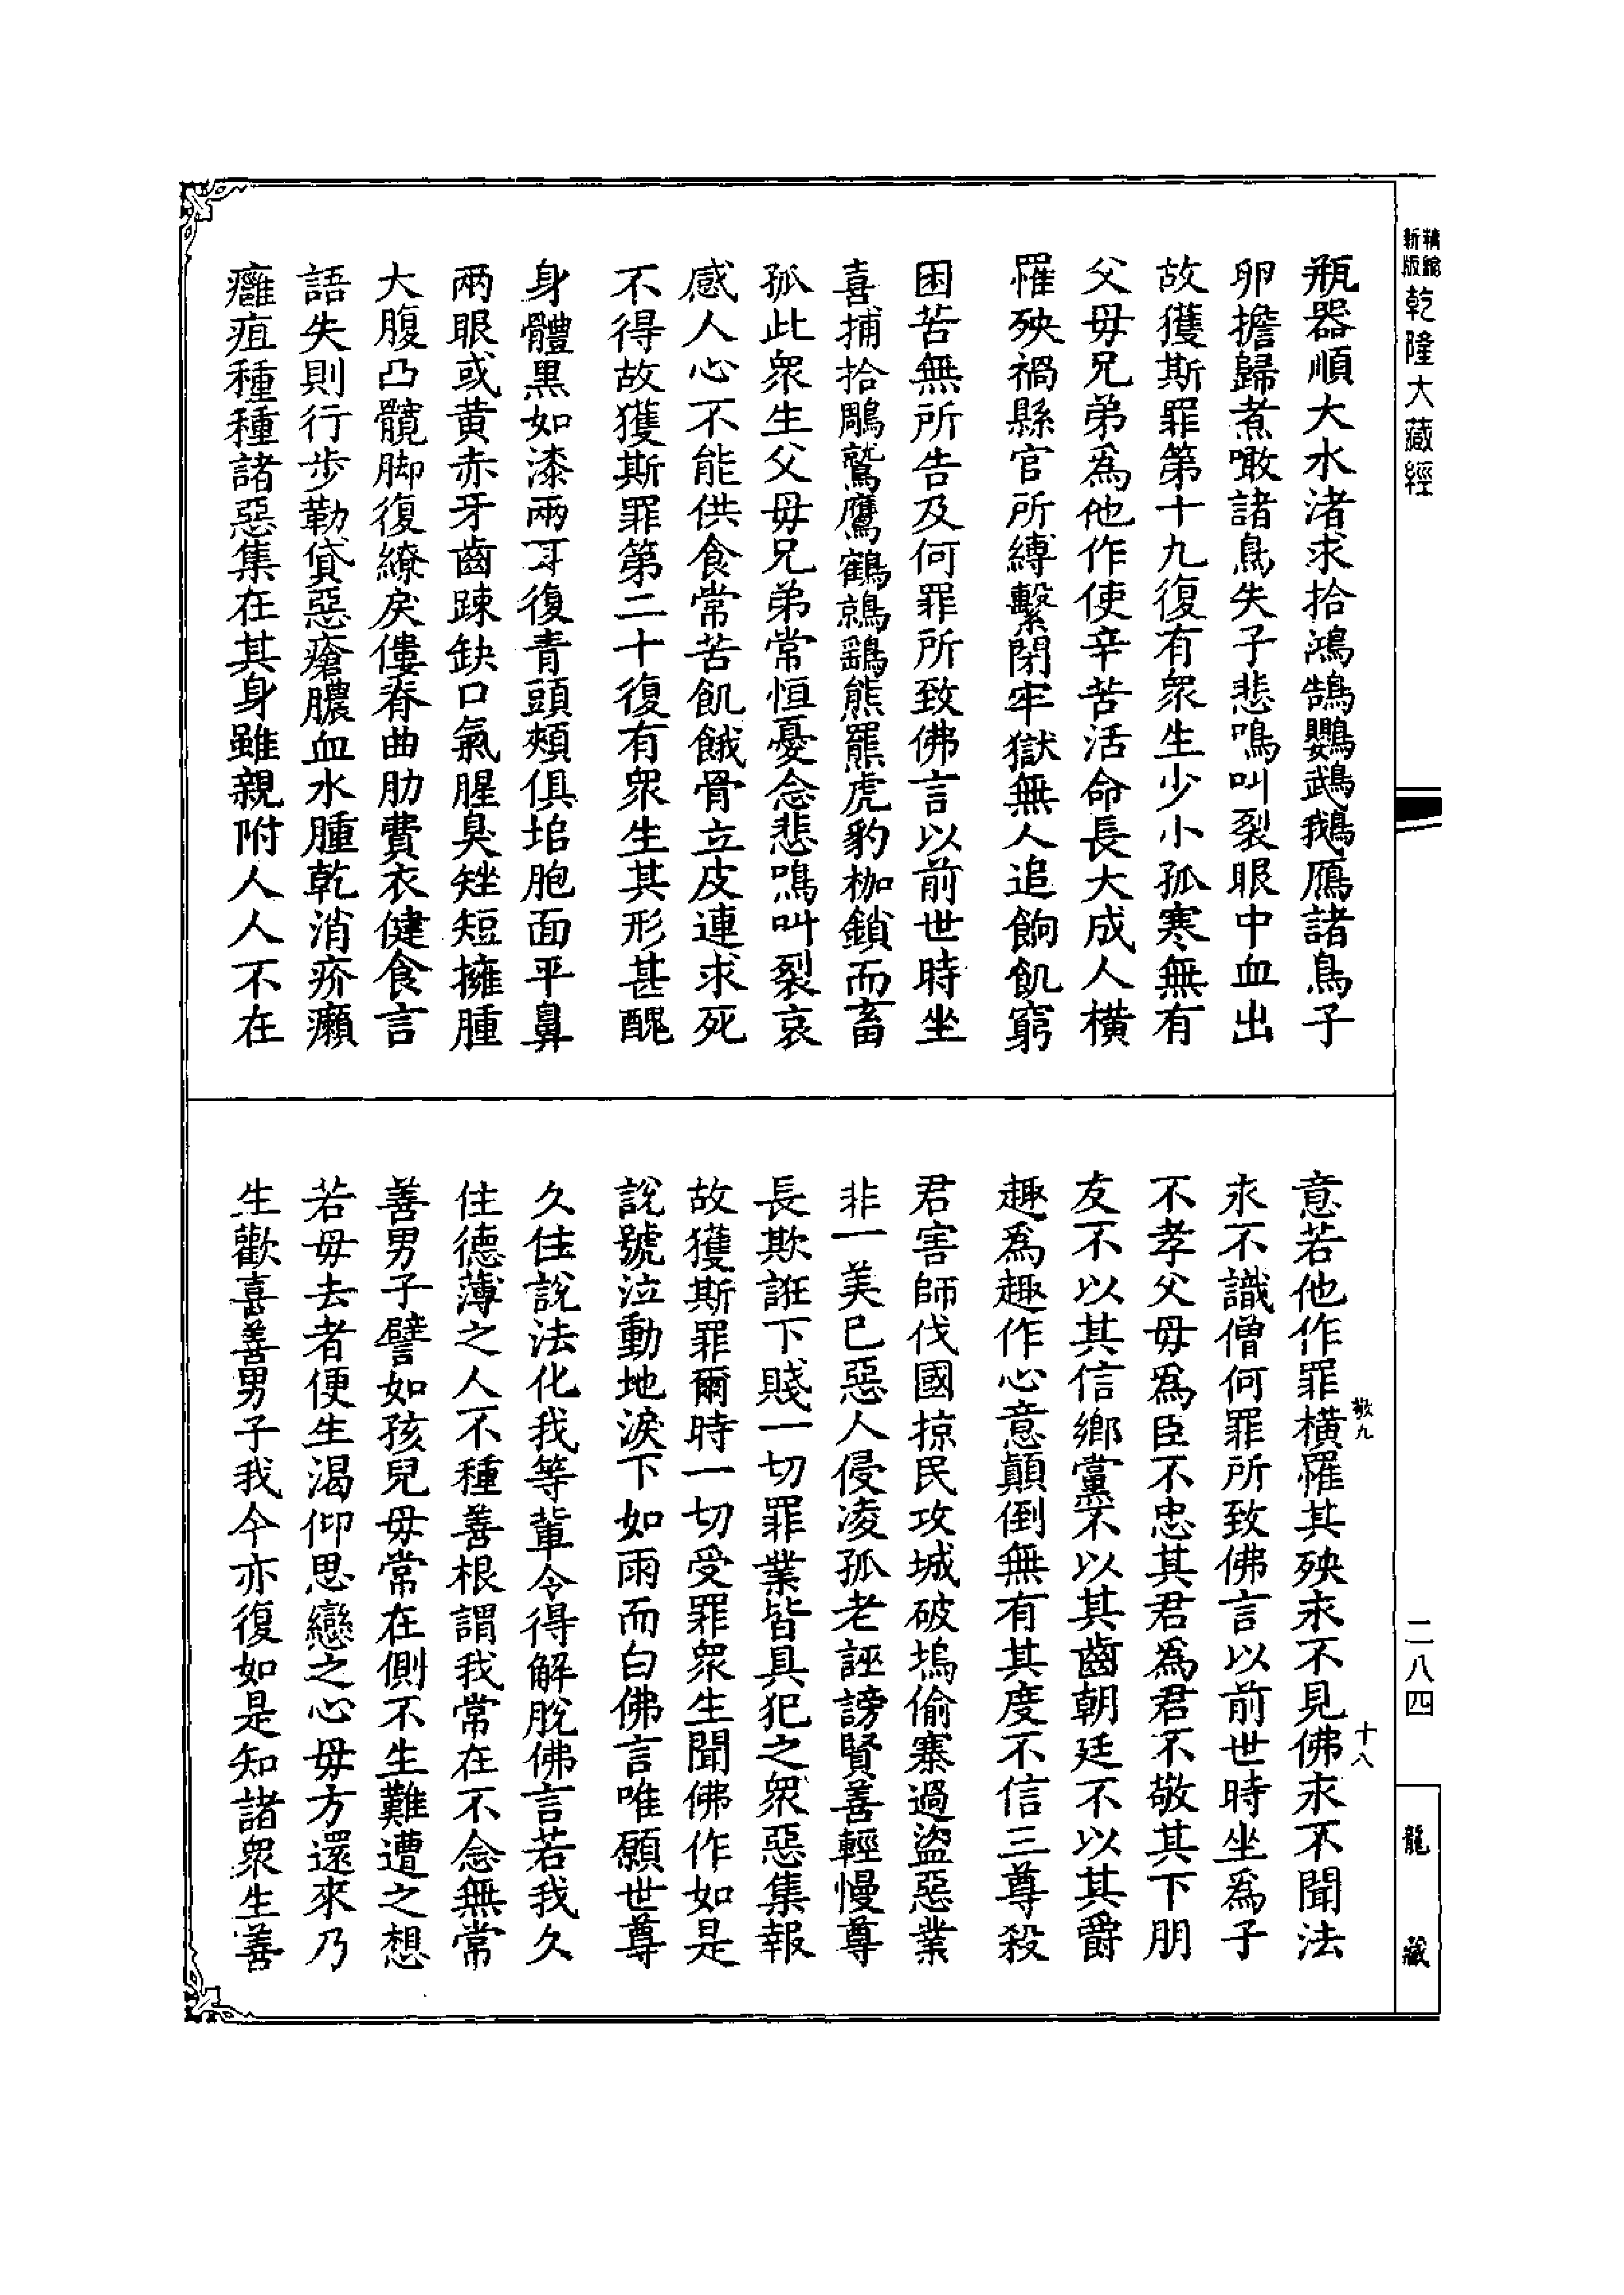 新版
精縮
乾隆大藏經
瓶器順大水渚求拾鴻鵠鸚鵡鵝鴈諸鳥子
卵擔歸煮噉諸鳥失子悲鳴叫裂眼中血出
故獲斯罪第十九復有衆生少小孤寒無有
父母兄弟爲他作使辛苦活命長大成人橫
罹殃禍縣官所縛繫閉牢獄無人追餉飢窮
困苦無所告及何罪所致佛言以前世時坐
喜捕拾鵰鷲鷹鶴鷯鷂熊羆虎豹枷鎖而畜
孤此衆生父母兄弟常恒憂念悲鳴叫裂哀
感人心不能供食常苦飢餓骨立皮連求死
不得故獲斯罪第二十復有衆生其形甚醜
身體黑如漆兩耳復青頭頰俱垖胞面平鼻
兩眼或黄赤牙齒踈缺口氣腥臭矬短擁腫
大腹凸髖脚復繚戾僂脊曲肋費衣健食言
語失則行步勒貸惡瘡膿血水腫乾消疥癩
癰疽種種諸惡集在其身雖親附人人不在
意若他作罪橫罹其殃求不見佛求不聞法
求不識僧何罪所致佛言以前世時坐爲子
不孝父母爲臣不忠其君爲君不敬其下朋
友不以其信鄉黨不以其齒朝廷不以其爵
趣爲趣作心意顛倒無有其度不信三尊殺
君害師伐國掠民攻城破塢偷寨過盜惡業
非一美已惡人侵凌孤老誣謗賢善輕慢尊
長欺誑下賤一切罪業皆具犯之衆惡集報
故獲斯罪爾時一切受罪衆生聞佛作如是
說號泣動地淚下如雨而白佛言唯願世尊
久住說法化我等輩令得解脫佛言若我久
住德薄之人不種善根謂我常在不念無常
善男子譬如孩兒母常在側不生難遭之想
若母去者便生渴仰思戀之心母方還來乃
生歡喜善男子我今亦復如是知諸衆生善
敬九
十八
二八四
龍藏